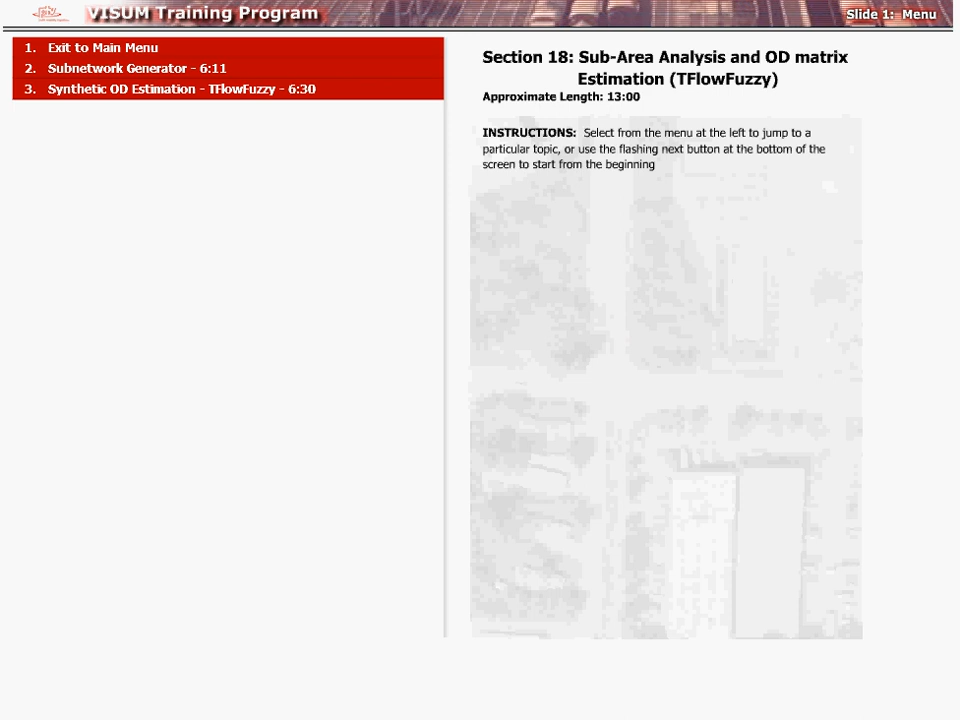 VISUM Training Program
Slide 1: Menu
1. Exit to Main Menu
2. Subnetwork Generator - 6:11
3. Synthetic OD Estimation - TFlowFuzzy - 6:30
Section 18: Sub-Area Analysis and OD matrix
Estimation (TFlowFuzzy)
Approximate Length: 13:00
INSTRUCTIONS: Select from the menu at the left to jump to a
particular topic, or use the flashing next button at the bottom of the
screen to start from the beginning